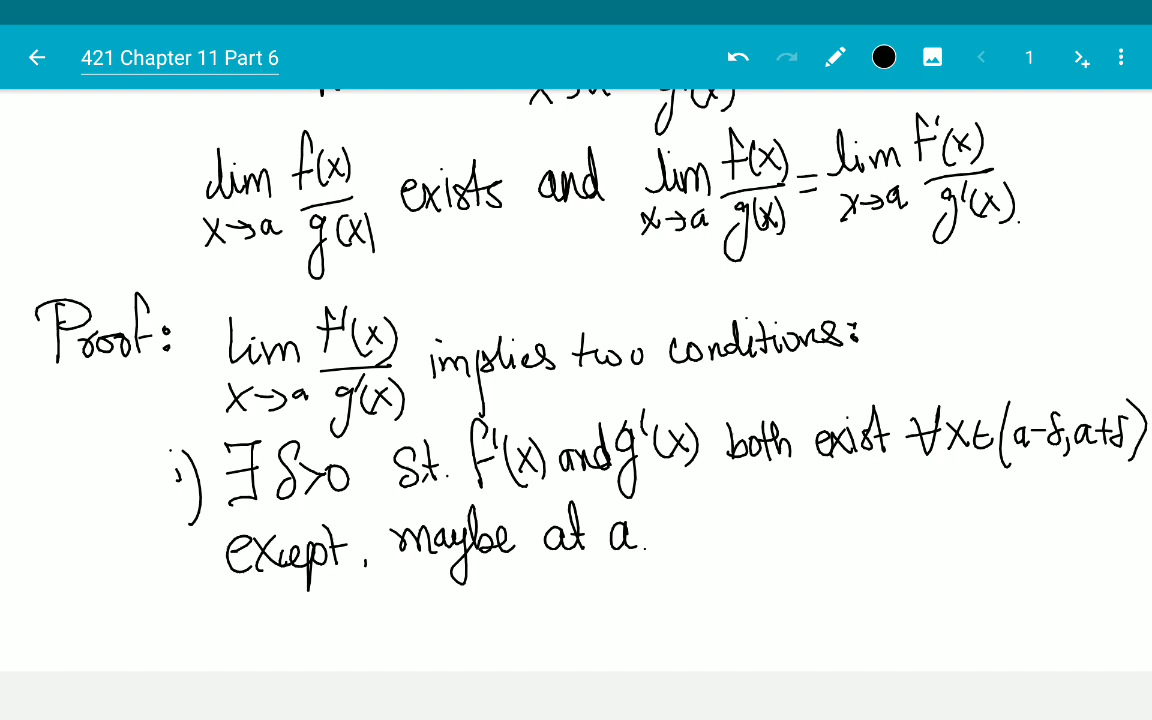 421 Chapter 11 Part 6
1
x→a g'(x)
lim x→a f(x)/g(x) exists and lim x→a f(x)/g(x) = lim x→a f'(x)/g'(x).
Proof: lim x→a f'(x)/g'(x) implies two conditions:
i) ∃ δ>0 st. f'(x) and g'(x) both exist ∀x∈(a-δ,a+δ)
except, maybe at a.